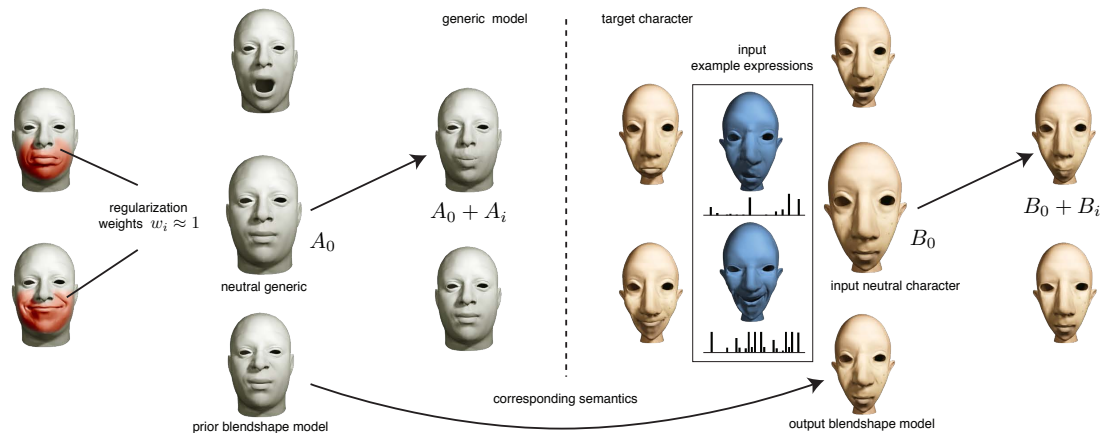 generic model
target character
input
example expressions
regularization
weights w_i ≈ 1
A_0 + A_i
A_0
neutral generic
B_0 + B_i
B_0
input neutral character
corresponding semantics
prior blendshape model
output blendshape model